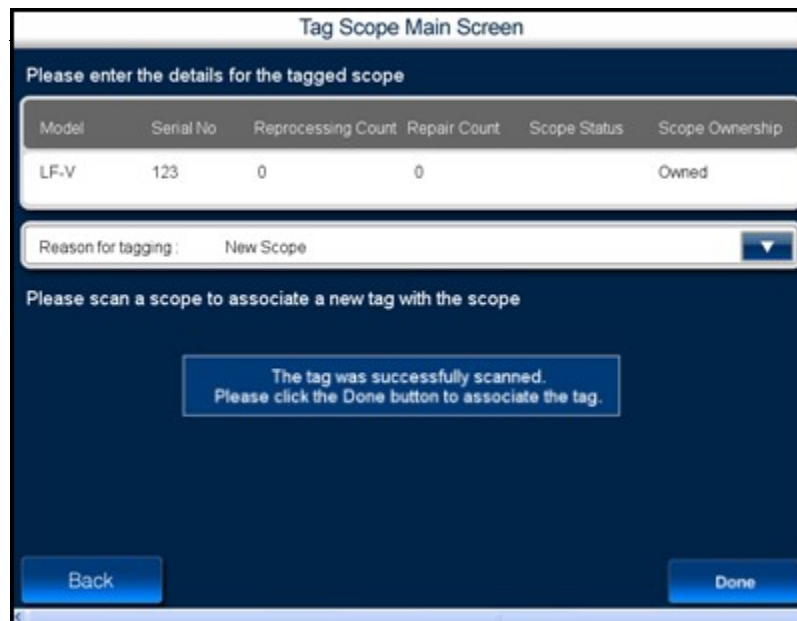 Tag Scope Main Screen
Please enter the details for the tagged scope
Model Serial No Reprocessing Count Repair Count Scope Status Scope Ownership
LF-V 123 0 0 Owned
Reason for tagging : New Scope
Please scan a scope to associate a new tag with the scope
The tag was successfully scanned.
Please click the Done button to associate the tag.
Back Done